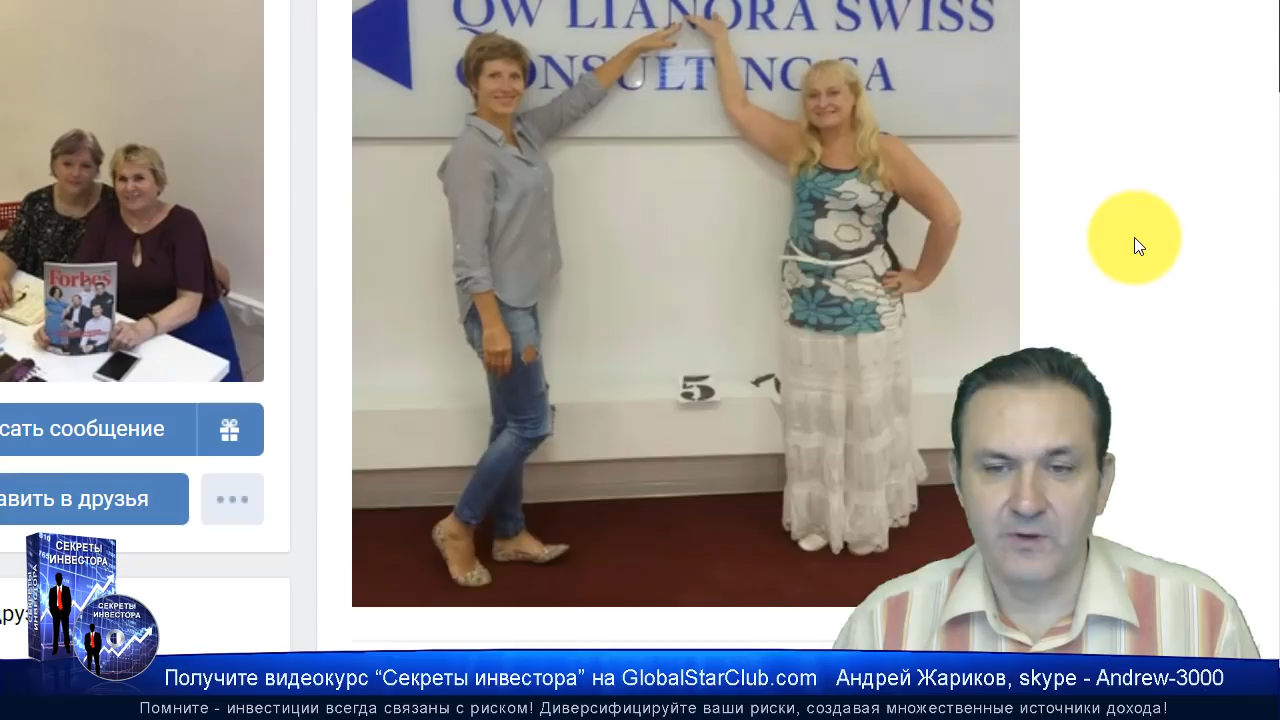 QW LIANORA SWISS
CONSULTING SA
Forbes
5
сать сообщение
авить в друзья
СЕКРЕТЫ
ИНВЕСТОРА
СЕКРЕТЫ
ИНВЕСТОРА
Получите видеокурс “Секреты инвестора” на GlobalStarClub.com Андрей Жариков, skype - Andrew-3000
Помните - инвестиции всегда связаны с риском! Диверсифицируйте ваши риски, создавая множественные источники дохода!